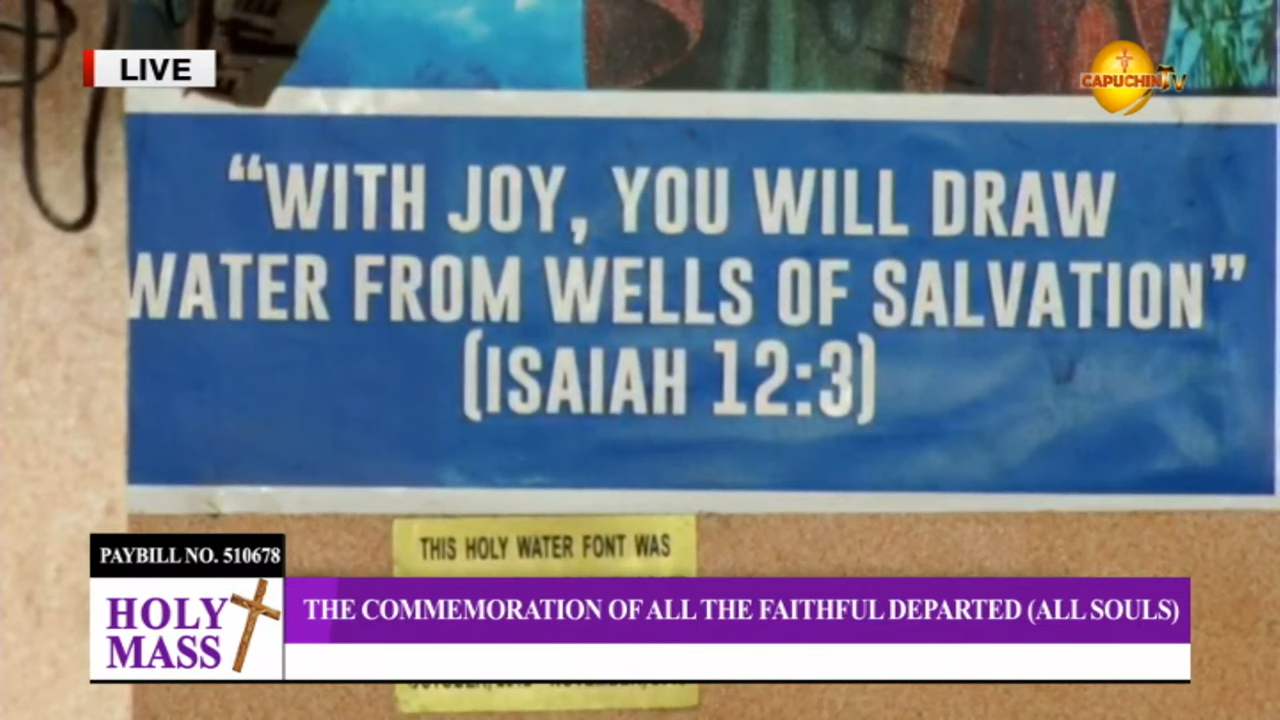 LIVE
CAPUCHIN TV
“WITH JOY, YOU WILL DRAW
WATER FROM WELLS OF SALVATION”
(ISAIAH 12:3)
THIS HOLY WATER FONT WAS
PAYBILL NO. 510678
HOLY
MASS
THE COMMEMORATION OF ALL THE FAITHFUL DEPARTED (ALL SOULS)